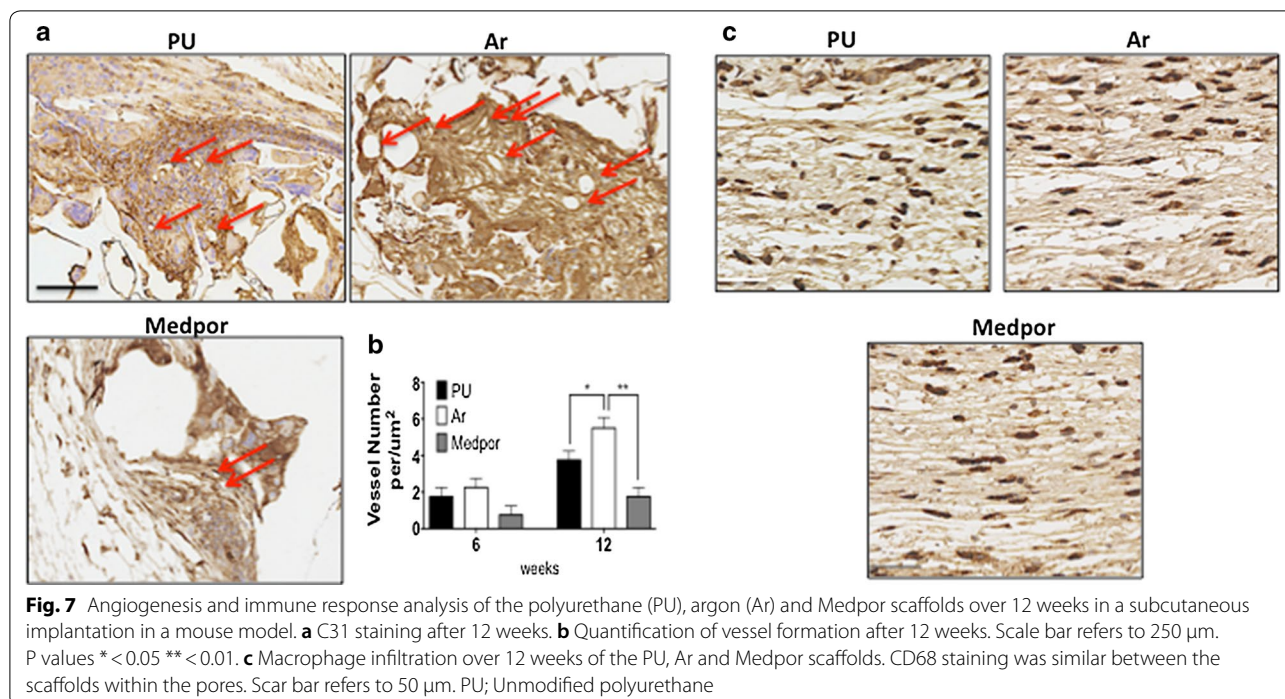 a
PU
Ar
Medpor
b
Vessel Number
per/um²
8
6
4
2
0
PU
Ar
Medpor
*
**
6
12
weeks
c
PU
Ar
Medpor
Fig. 7 Angiogenesis and immune response analysis of the polyurethane (PU), argon (Ar) and Medpor scaffolds over 12 weeks in a subcutaneous
implantation in a mouse model. a C31 staining after 12 weeks. b Quantification of vessel formation after 12 weeks. Scale bar refers to 250 μm.
P values * < 0.05 ** < 0.01. c Macrophage infiltration over 12 weeks of the PU, Ar and Medpor scaffolds. CD68 staining was similar between the
scaffolds within the pores. Scar bar refers to 50 μm. PU; Unmodified polyurethane